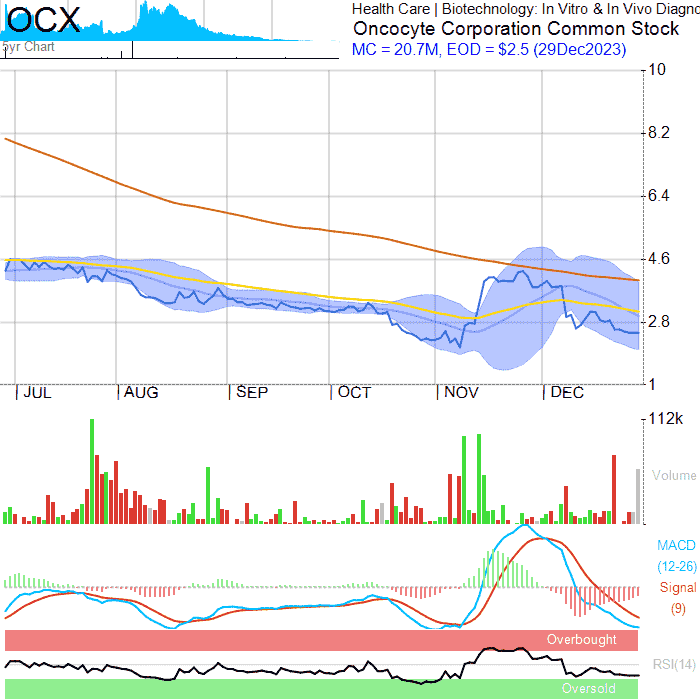 OCX
5yr Chart
Health Care | Biotechnology: In Vitro & In Vivo Diagno
Oncocyte Corporation Common Stock
MC = 20.7M, EOD = $2.5 (29Dec2023)
10
8.2
6.4
4.6
2.8
1
JUL AUG SEP OCT NOV DEC
112k
Volume
MACD
(12-26)
Signal
(9)
Overbought
RSI(14)
Oversold